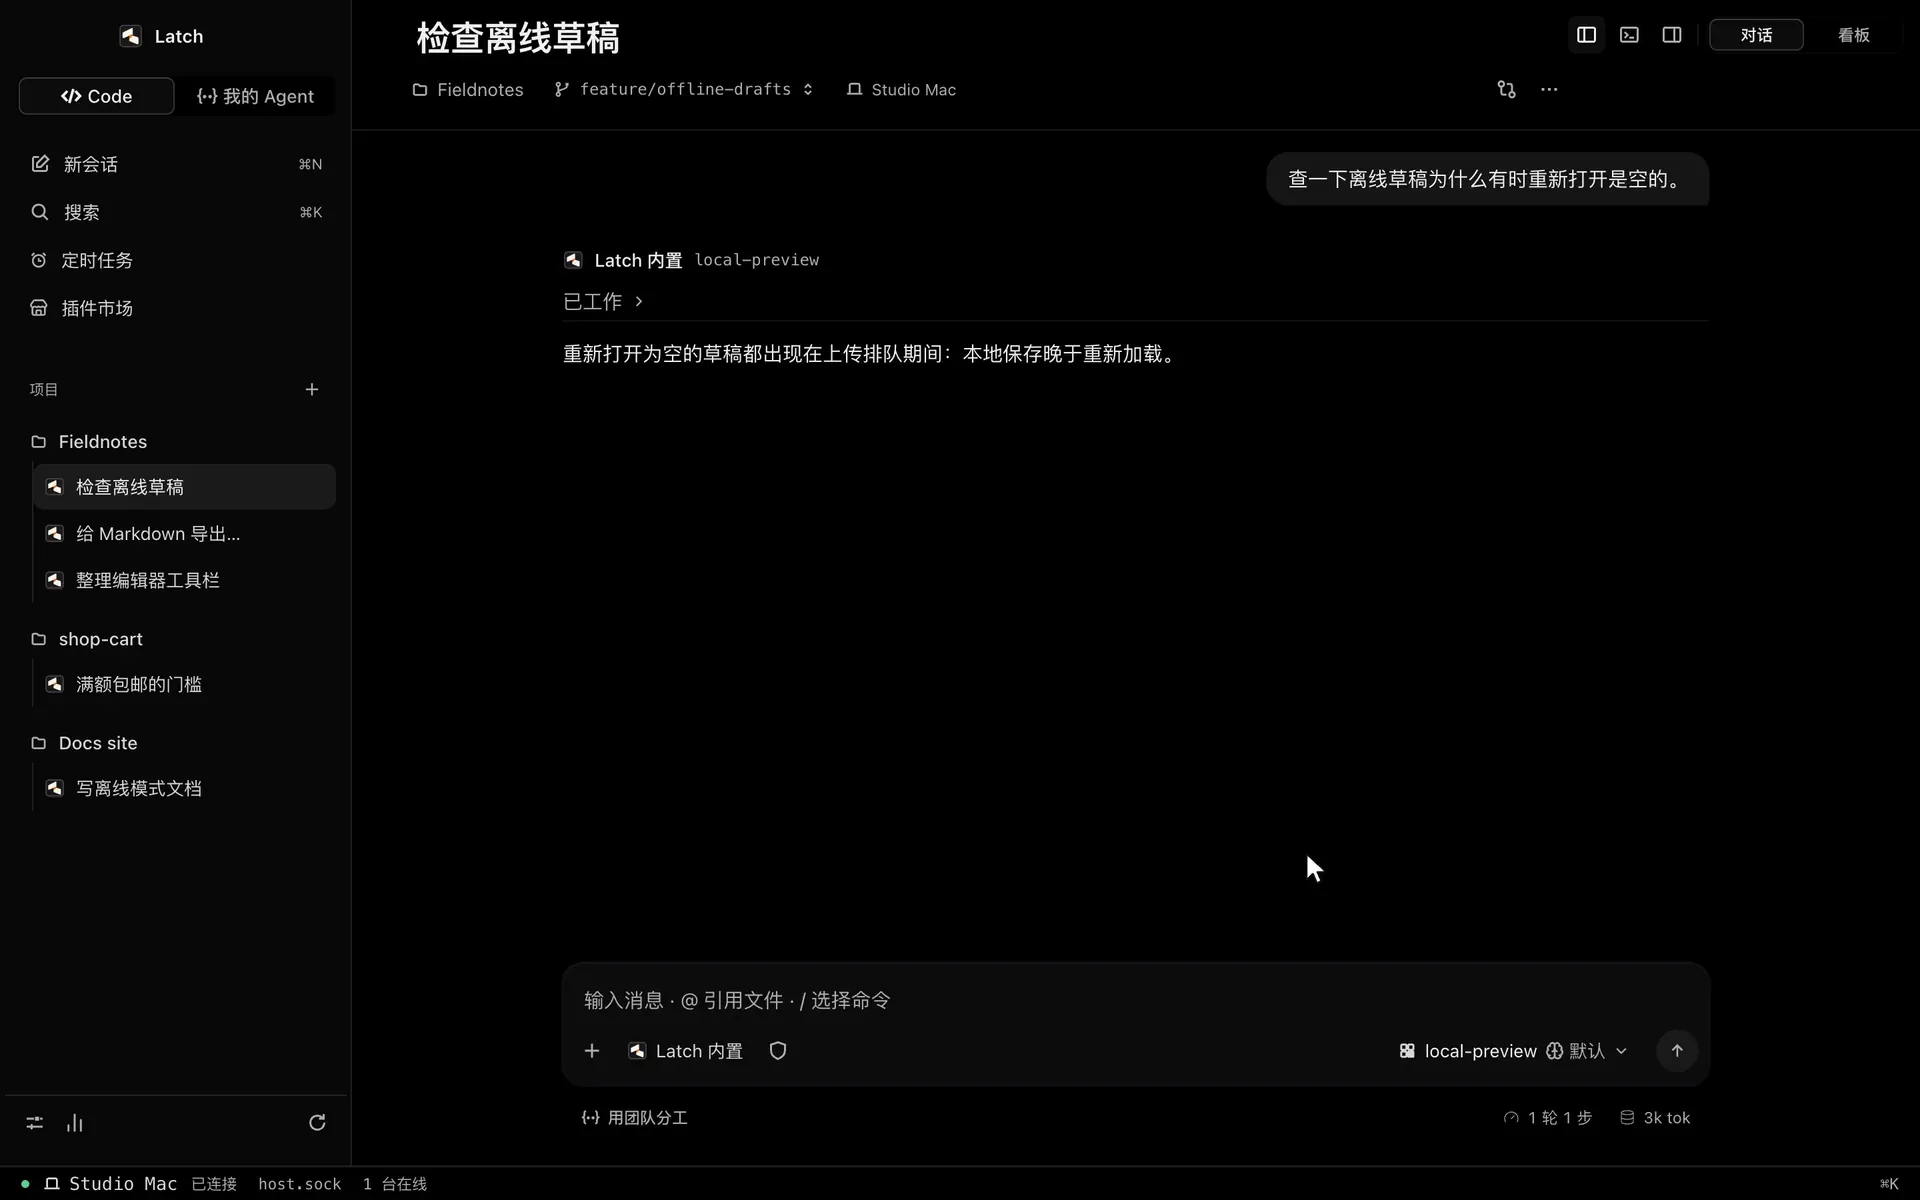 Latch
Code
我的 Agent
新会话 ⌘N
搜索 ⌘K
定时任务
插件市场
项目
Fieldnotes
检查离线草稿
给 Markdown 导出...
整理编辑器工具栏
shop-cart
满额包邮的门槛
Docs site
写离线模式文档
检查离线草稿
对话 看板
Fieldnotes feature/offline-drafts Studio Mac
查一下离线草稿为什么有时重新打开是空的。
Latch 内置 local-preview
已工作
重新打开为空的草稿都出现在上传排队期间：本地保存晚于重新加载。
输入消息 · @ 引用文件 · / 选择命令
Latch 内置 local-preview 默认
用团队分工 1 轮 1 步 3k tok
Studio Mac 已连接 host.sock 1 台在线 ⌘K